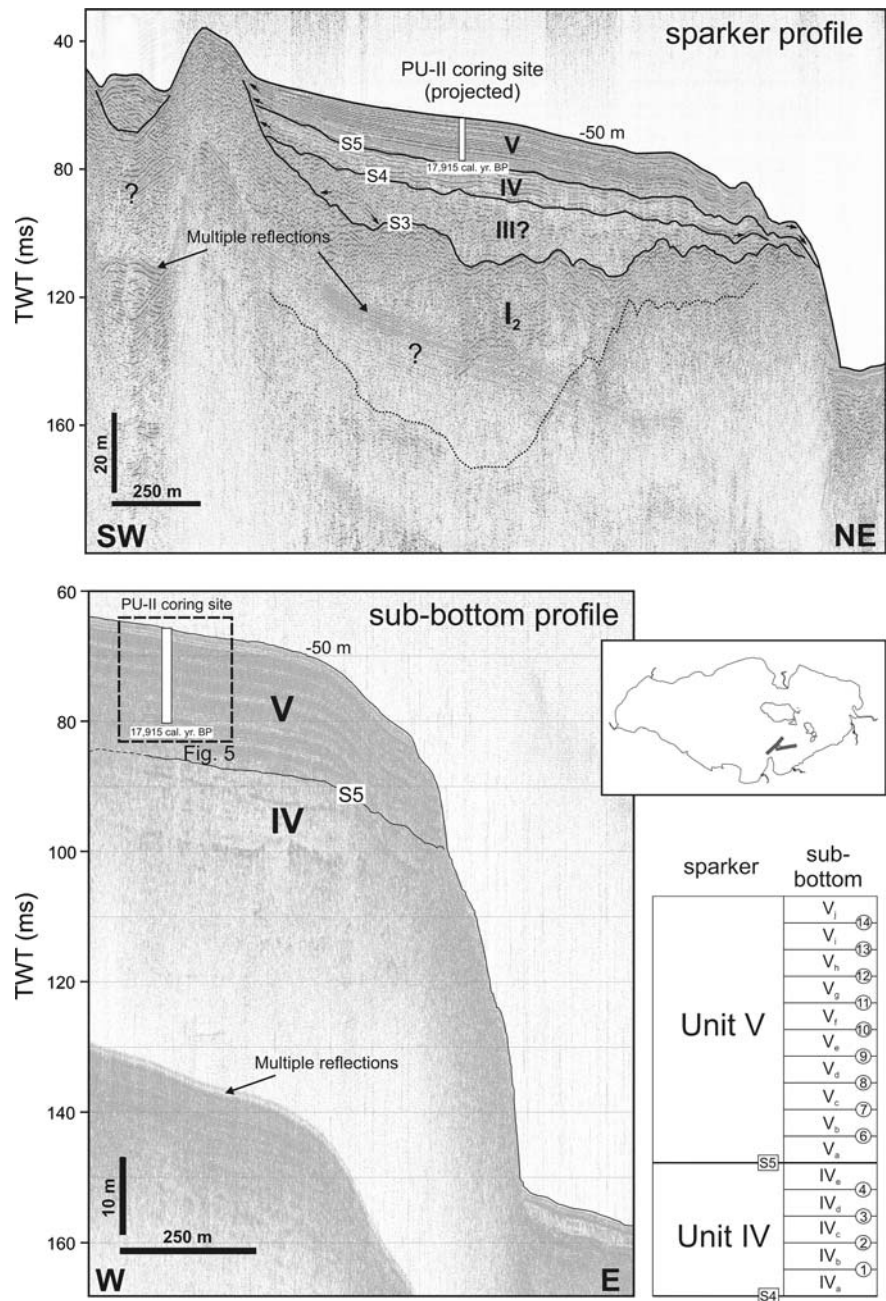 sparker profile
PU-II coring site
(projected)
-50 m
40
80
120
160
TWT (ms)
S5
V
17,915 cal. yr. BP
S4
IV
?
III?
S3
Multiple reflections
I₂
?
20 m
250 m
SW
NE
sub-bottom profile
PU-II coring site
-50 m
60
80
100
120
140
160
TWT (ms)
V
17,915 cal. yr. BP
Fig. 5
S5
IV
Multiple reflections
10 m
250 m
W
E
sparker
sub-
bottom
Vj
14
Vi
13
Vh
12
Vg
11
Unit V
Vf
10
Ve
9
Vd
8
Vc
7
Vb
6
Va
S5
IVe
4
IVd
3
Unit IV
IVc
2
IVb
1
IVa
S4